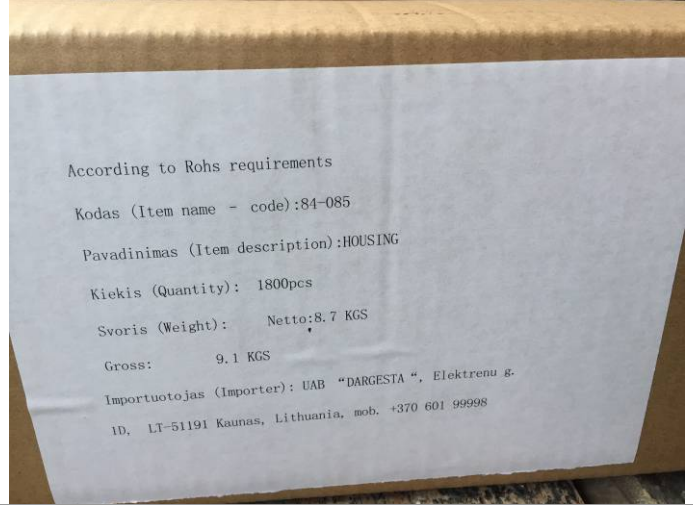 According to Rohs requirements
Kodas (Item name - code):84-085
Pavadinimas (Item description):HOUSING
Kiekis (Quantity): 1800pcs
Svoris (Weight): Netto:8.7 KGS
Gross: 9.1 KGS
Importuotojas (Importer): UAB “DARGESTA “, Elektrenu g.
1D, LT-51191 Kaunas, Lithuania, mob. +370 601 99998